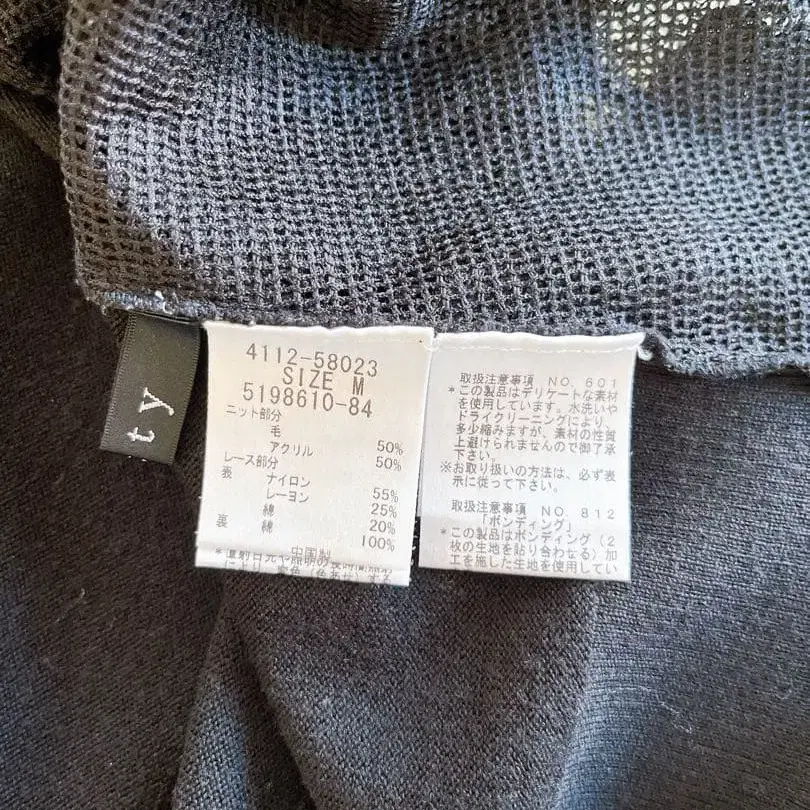 ty
4112-58023
SIZE M
5198610-84
ニット部分
毛 50%
アクリル 50%
レース部分
表 ナイロン 55%
レーヨン 25%
綿 20%
裏 綿 100%
中国製
取扱注意事項 NO. 601
*この製品はデリケートな素材
を使用しています。水洗いや
ドライクリーニングにより、
多少縮みますが、素材の性質
上避けられませんので御了承
下さい。
※お取り扱いの方法は、必ず表
示に従って下さい。
取扱注意事項 NO. 812
「ボンディング」
*この製品はボンディング(2
枚の生地を貼り合わせる)加
工を施した生地を使用してい